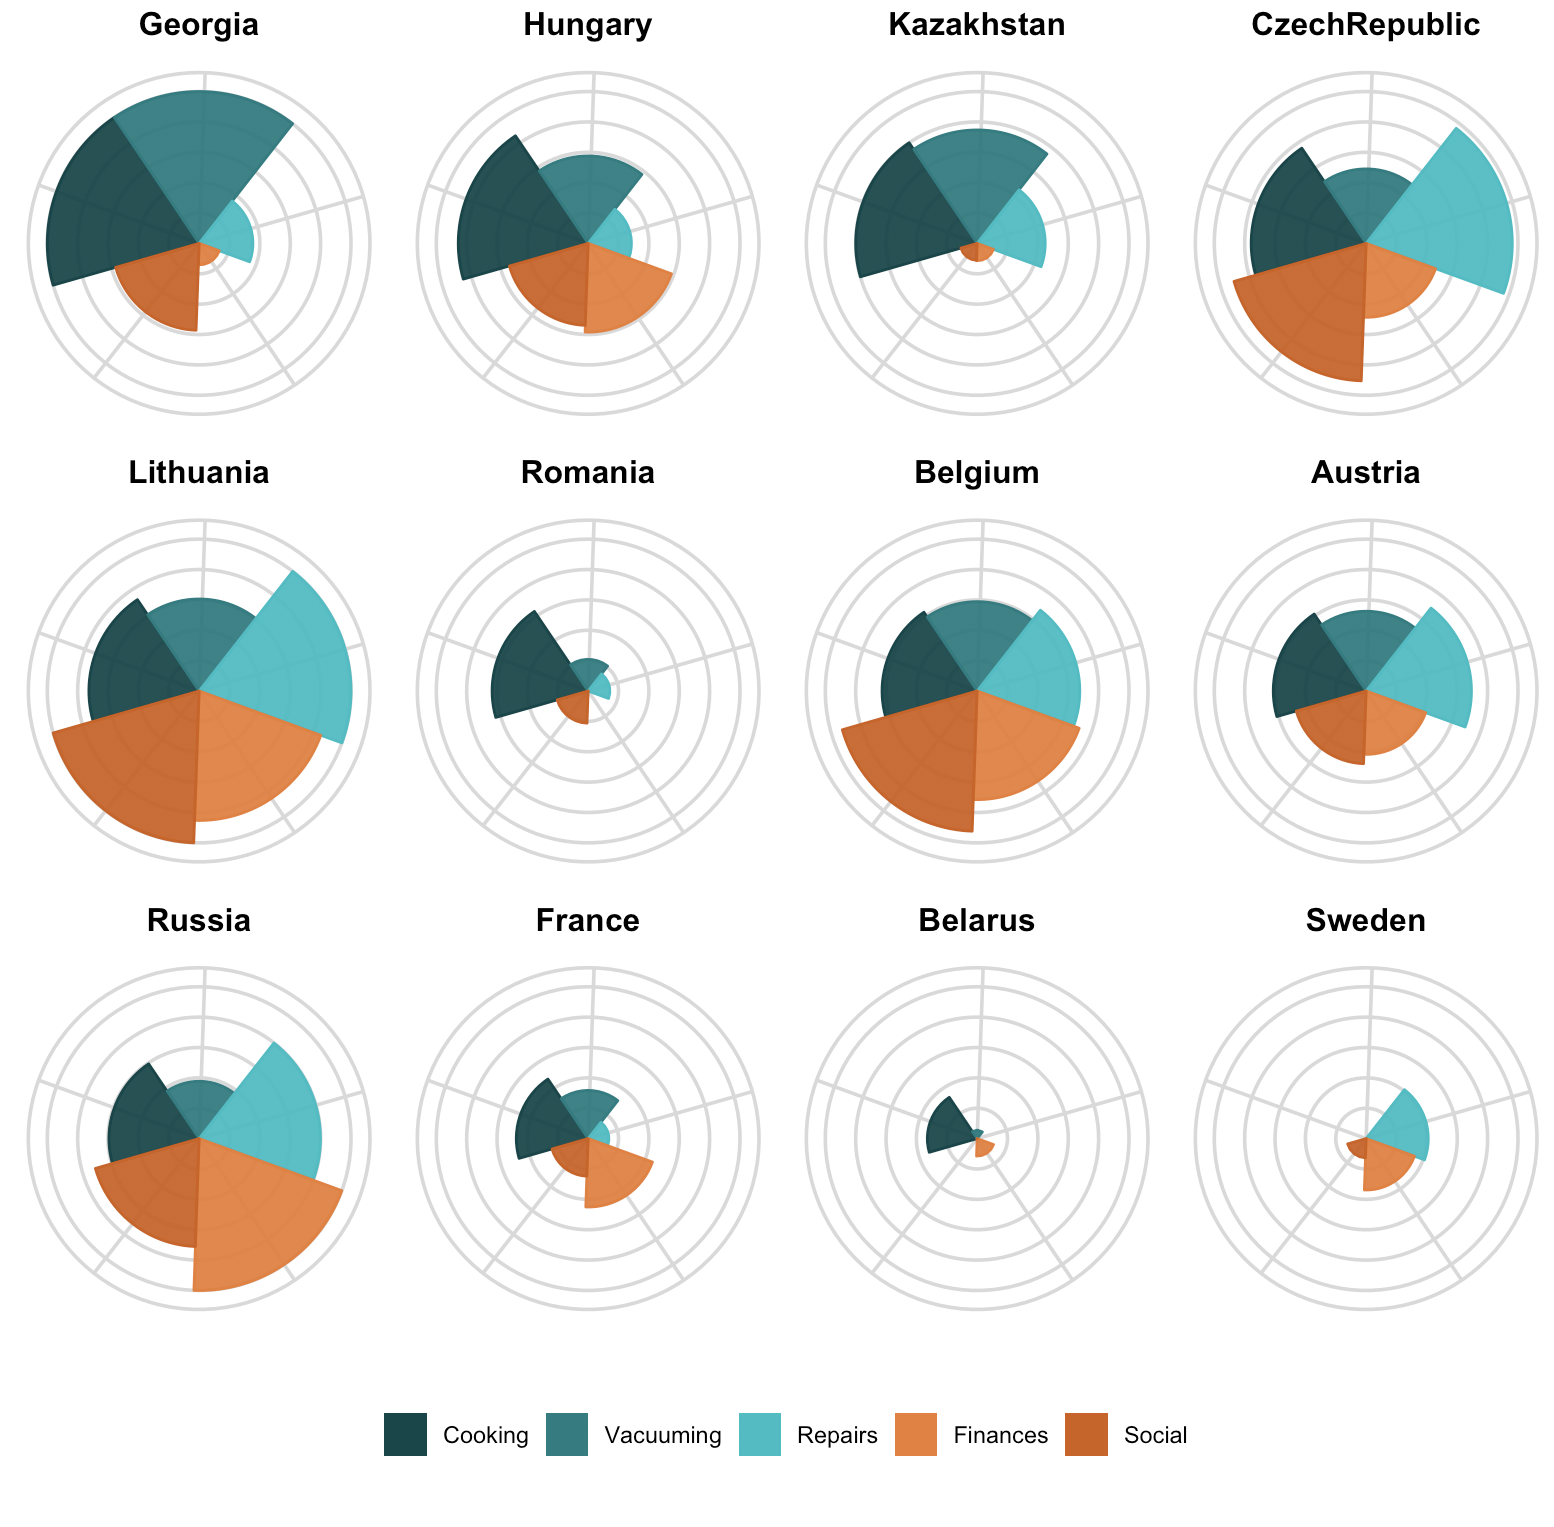 Georgia Hungary Kazakhstan CzechRepublic
Lithuania Romania Belgium Austria
Russia France Belarus Sweden
Cooking Vacuuming Repairs Finances Social